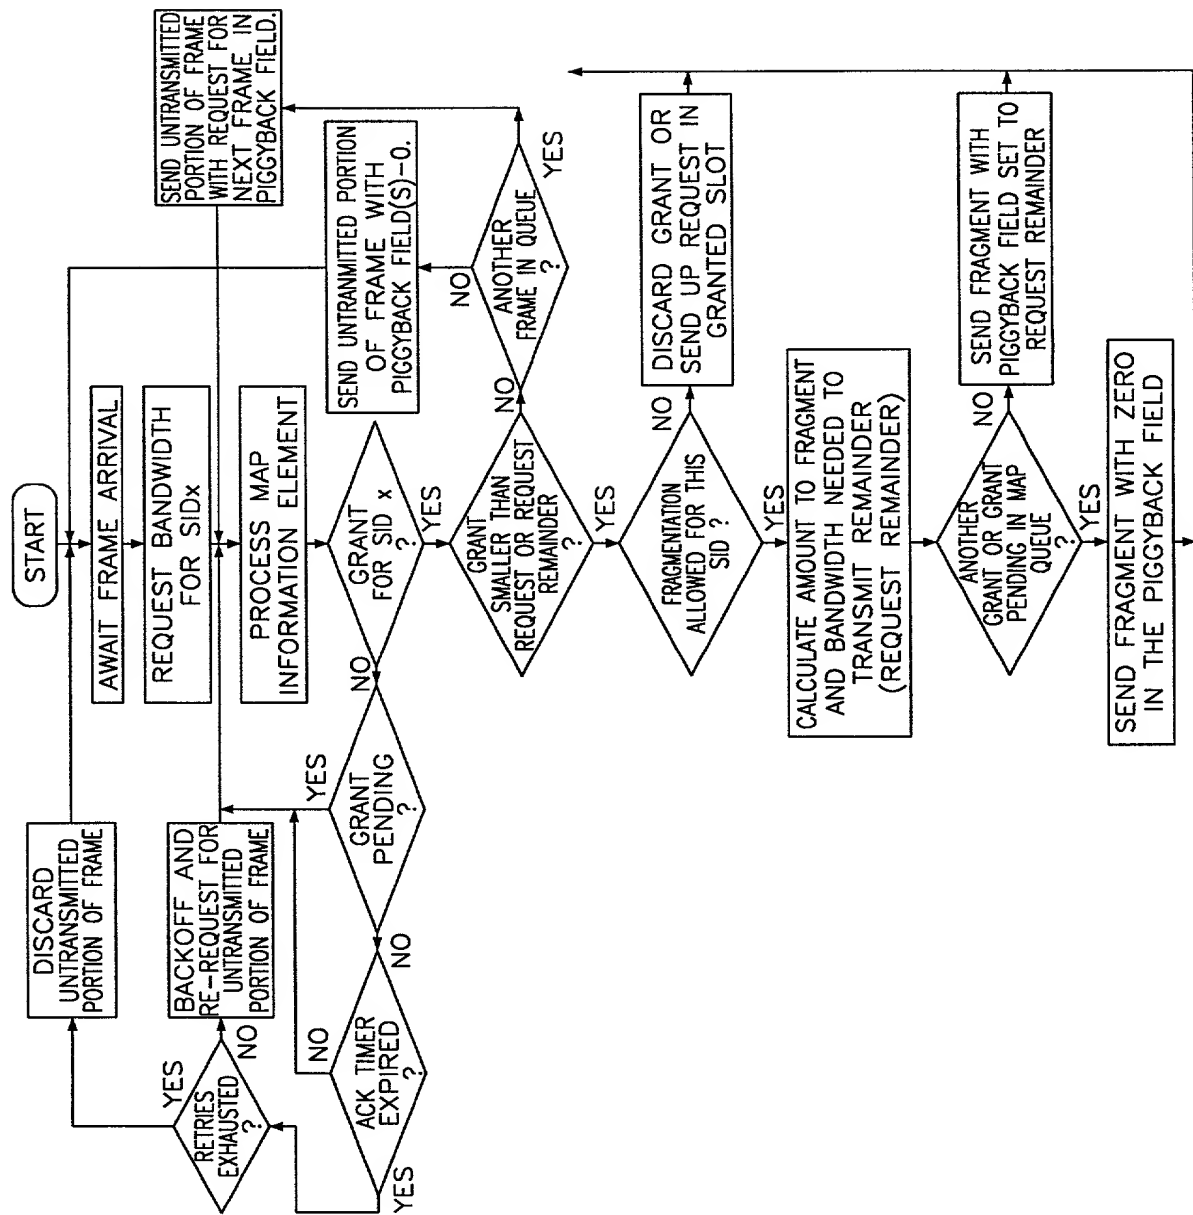 START
AWAIT FRAME ARRIVAL
REQUEST BANDWIDTH
FOR SIDx
PROCESS MAP
INFORMATION ELEMENT
GRANT
FOR SID x
?
NO
YES
GRANT
PENDING
?
YES
NO
ACK TIMER
EXPIRED
?
NO
YES
RETRIES
EXHAUSTED
?
YES
NO
DISCARD
UNTRANSMITTED
PORTION OF FRAME
BACKOFF AND
RE-REQUEST FOR
UNTRANSMITTED
PORTION OF FRAME
GRANT
SMALLER THAN
REQUEST OR REQUEST
REMAINDER
?
NO
YES
ANOTHER
FRAME IN QUEUE
?
NO
YES
SEND UNTRANMITTED PORTION
OF FRAME WITH
PIGGYBACK FIELD(S)-0.
SEND UNTRANSMITTED
PORTION OF FRAME
WITH REQUEST FOR
NEXT FRAME IN
PIGGYBACK FIELD.
FRAGMENTATION
ALLOWED FOR THIS
SID ?
NO
YES
DISCARD GRANT OR
SEND UP REQUEST IN
GRANTED SLOT
CALCULATE AMOUNT TO FRAGMENT
AND BANDWIDTH NEEDED TO
TRANSMIT REMAINDER
(REQUEST REMAINDER)
ANOTHER
GRANT OR GRANT
PENDING IN MAP
QUEUE
?
NO
YES
SEND FRAGMENT WITH
PIGGYBACK FIELD SET TO
REQUEST REMAINDER
SEND FRAGMENT WITH ZERO
IN THE PIGGYBACK FIELD